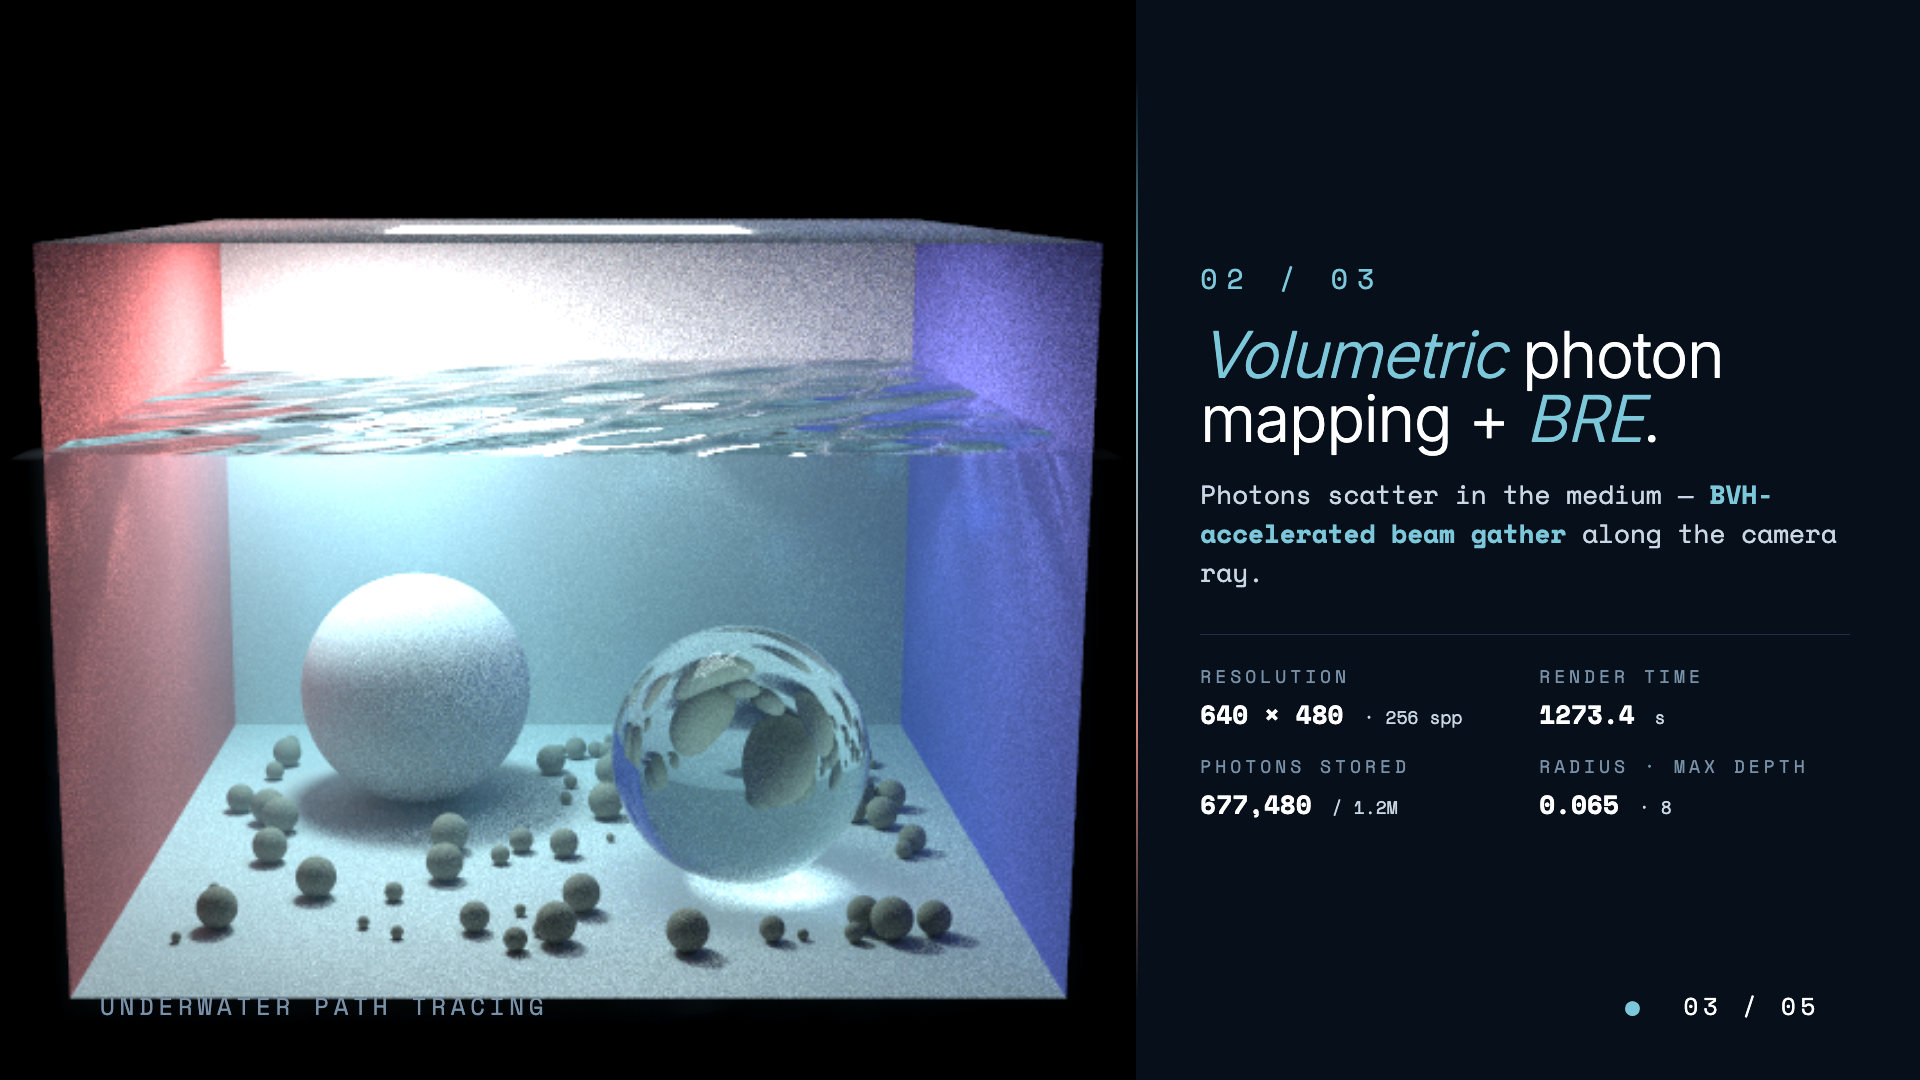 02 / 03
Volumetric photon
mapping + BRE.
Photons scatter in the medium — BVH-
accelerated beam gather along the camera
ray.
RESOLUTION
640 × 480 · 256 spp
RENDER TIME
1273.4 s
PHOTONS STORED
677,480 / 1.2M
RADIUS · MAX DEPTH
0.065 · 8
UNDERWATER PATH TRACING
03 / 05